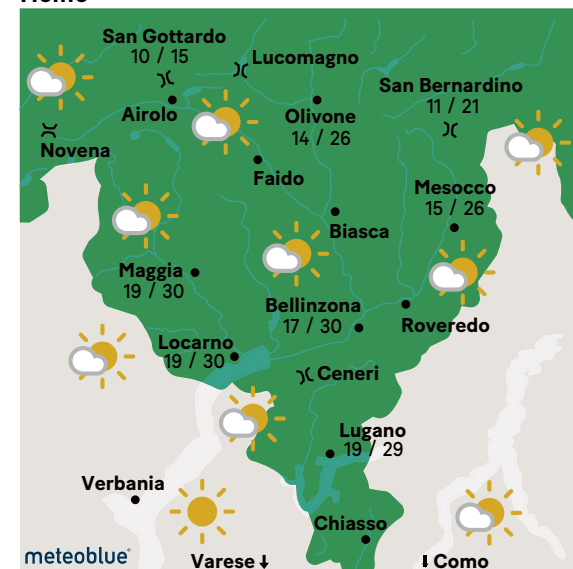 San Gottardo
10 / 15
Lucomagno
San Bernardino
11 / 21
Airolo
Olivone
14 / 26
Novena
Faido
Mesocco
15 / 26
Biasca
Maggia
19 / 30
Bellinzona
17 / 30
Roveredo
Locarno
19 / 30
Ceneri
Lugano
19 / 29
Verbania
Chiasso
meteoblue®
Varese
Como